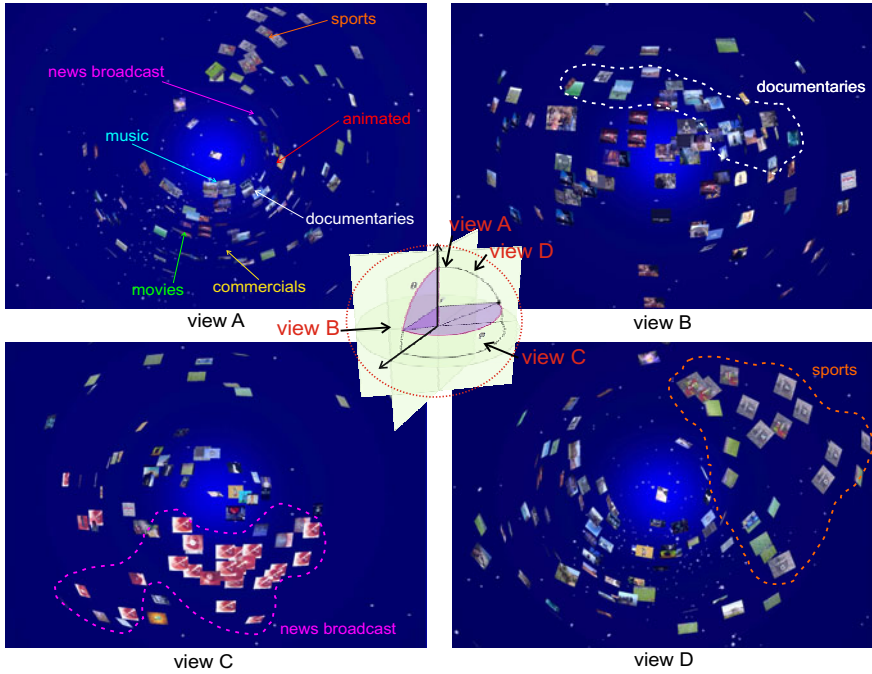 sports
news broadcast
animated
music
documentaries
movies
commercials
view A
documentaries
view B
view A
view D
view B
view C
θ
r
φ
sports
news broadcast
view C
view D